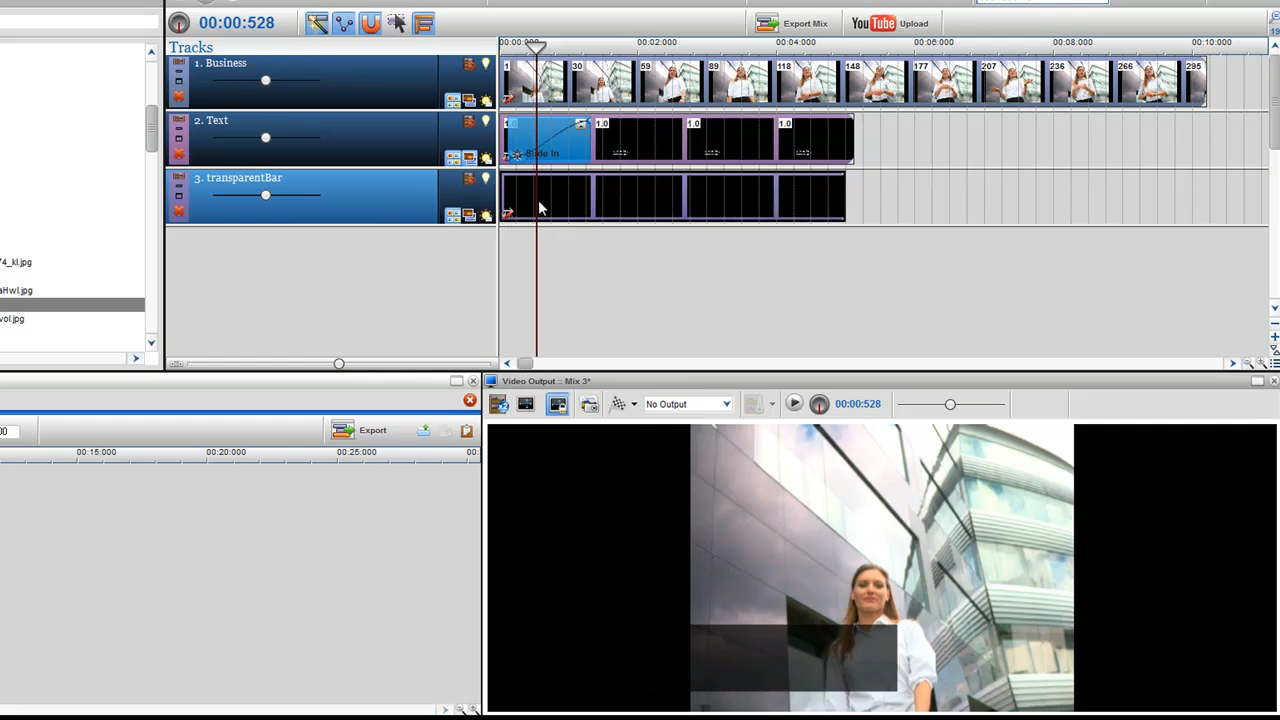 00:00:528
Export Mix
YouTube Upload
Tracks
00:00:000 00:02:000 00:04:000 00:06:000 00:08:000 00:10:000
1. Business
1 30 59 89 118 148 177 207 236 266 295
2. Text
1.0 1.0 1.0 1.0
Slide In
3. transparentBar
74_kl.jpg
aHwl.jpg
vol.jpg
Video Output :: Mix 3*
No Output
00:00:528
00
Export
00:15:000 00:20:000 00:25:000 00: